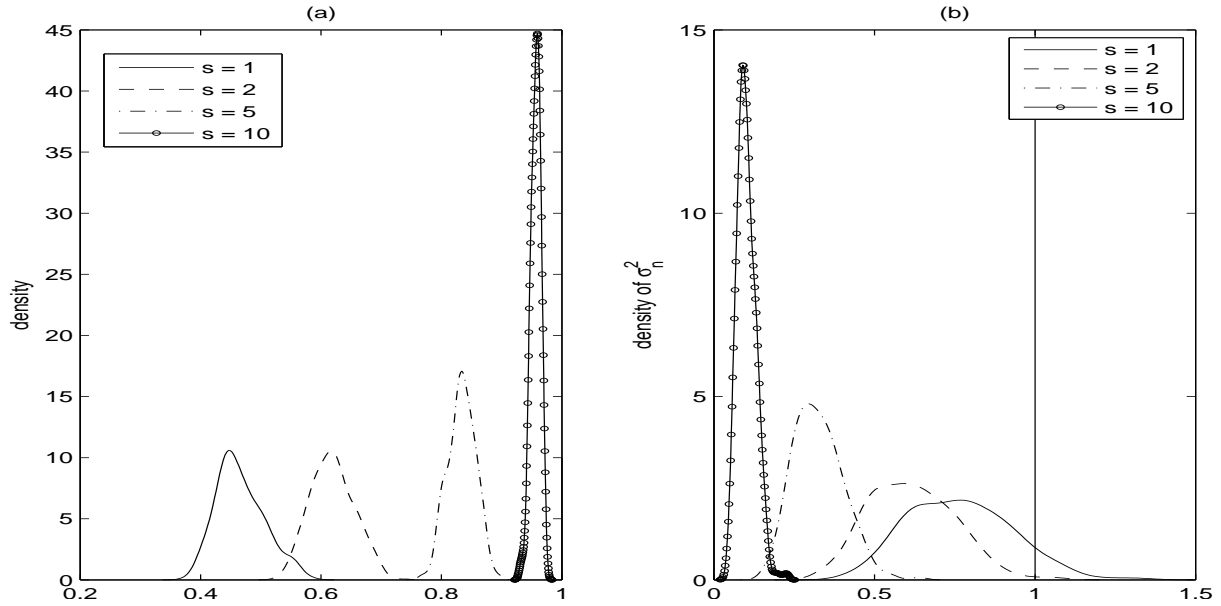 (a)
45
40
35
30
25
20
15
10
5
0
density
s = 1
s = 2
s = 5
s = 10
0.2 0.4 0.6 0.8 1
(b)
15
10
5
0
density of σ²ₙ
s = 1
s = 2
s = 5
s = 10
0 0.5 1 1.5